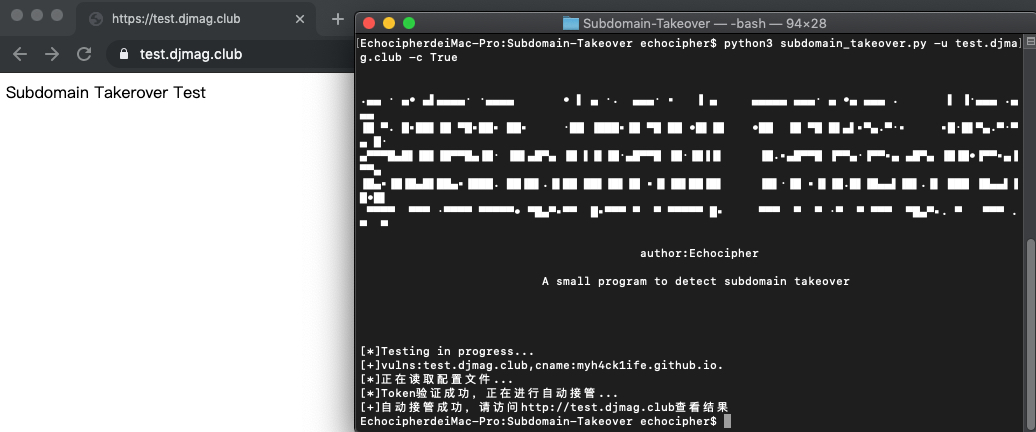 https://test.djmag.club
test.djmag.club
Subdomain Takerover Test
Subdomain-Takeover — -bash — 94×28
[EchocipherdeiMac-Pro:Subdomain-Takeover echocipher$ python3 subdomain_takeover.py -u test.djma]
g.club -c True
author:Echocipher
A small program to detect subdomain takeover
[*]Testing in progress...
[+]vulns:test.djmag.club,cname:myh4ck1ife.github.io.
[*]正在读取配置文件...
[*]Token验证成功, 正在进行自动接管...
[+]自动接管成功, 请访问http://test.djmag.club查看结果
EchocipherdeiMac-Pro:Subdomain-Takeover echocipher$